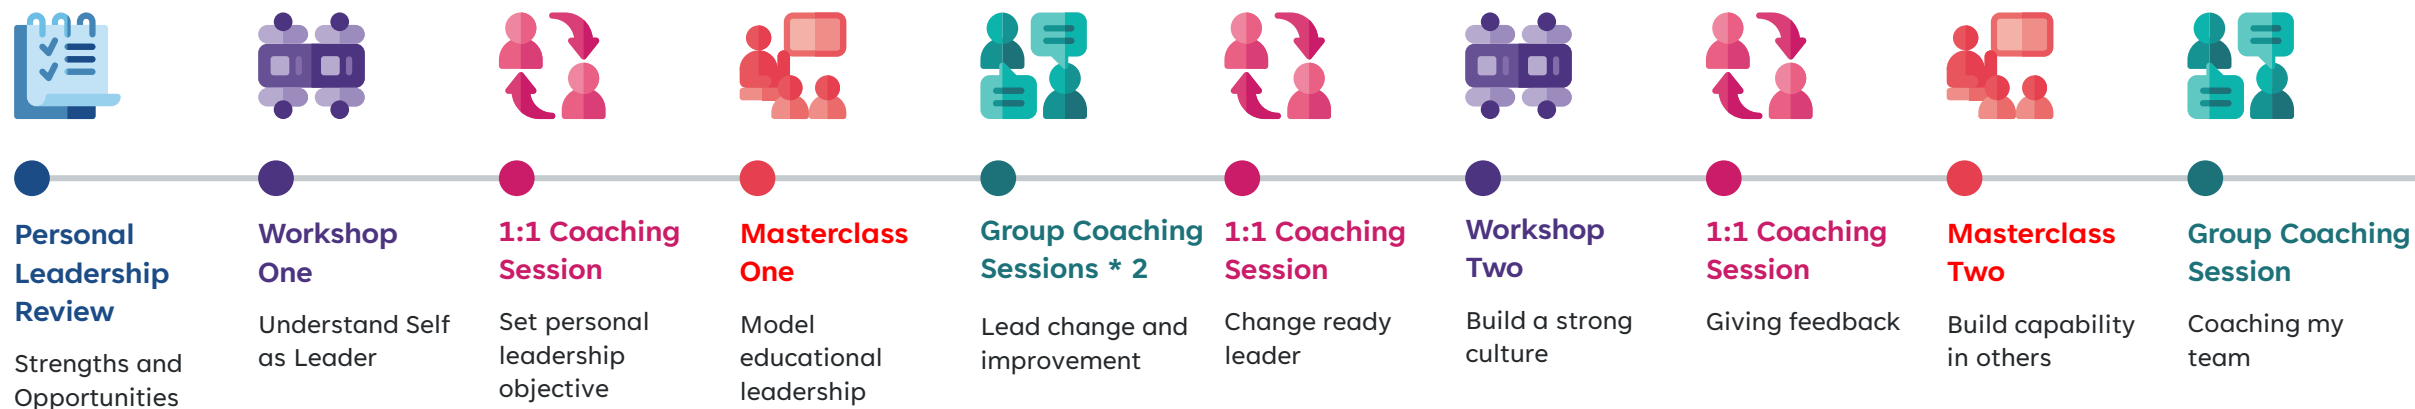 Personal
Leadership
Review
Strengths and
Opportunities
Workshop
One
Understand Self
as Leader
1:1 Coaching
Session
Set personal
leadership
objective
Masterclass
One
Model
educational
leadership
Group Coaching
Sessions * 2
Lead change and
improvement
1:1 Coaching
Session
Change ready
leader
Workshop
Two
Build a strong
culture
1:1 Coaching
Session
Giving feedback
Masterclass
Two
Build capability
in others
Group Coaching
Session
Coaching my
team